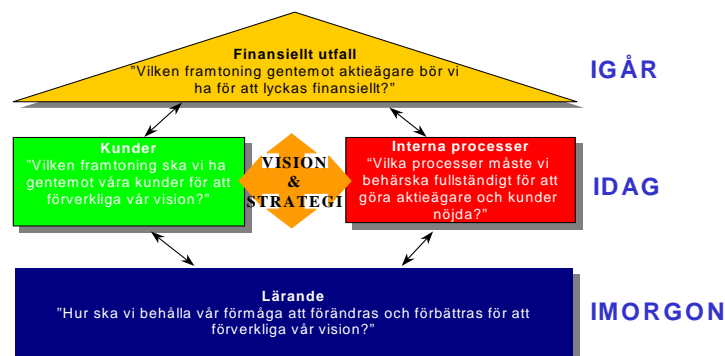 Finansiellt utfall
”Vilken framtoning gentemot aktieägare bör vi
ha för att lyckas finansiellt?”
IGÅR
Kunder
”Vilken framtoning ska vi ha
gentemot våra kunder för att
förverkliga vår vision?”
VISION
&
STRATEGI
Interna processer
“Vilka processer måste vi
behärska fullständigt för att
göra aktieägare och kunder
nöjda?”
IDAG
Lärande
”Hur ska vi behålla vår förmåga att förändras och förbättras för att
förverkliga vår vision?”
IMORGON